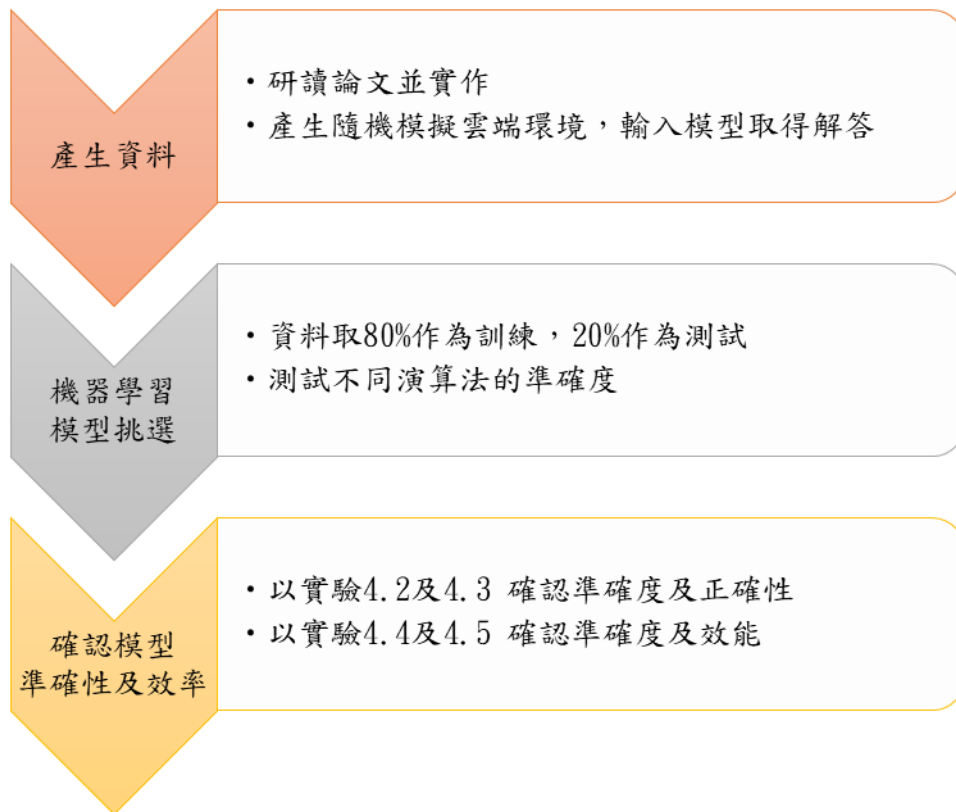 產生資料
・研讀論文並實作
・產生隨機模擬雲端環境，輸入模型取得解答
機器學習
模型挑選
・資料取80%作為訓練，20%作為測試
・測試不同演算法的準確度
確認模型
準確性及效率
・以實驗4.2及4.3 確認準確度及正確性
・以實驗4.4及4.5 確認準確度及效能